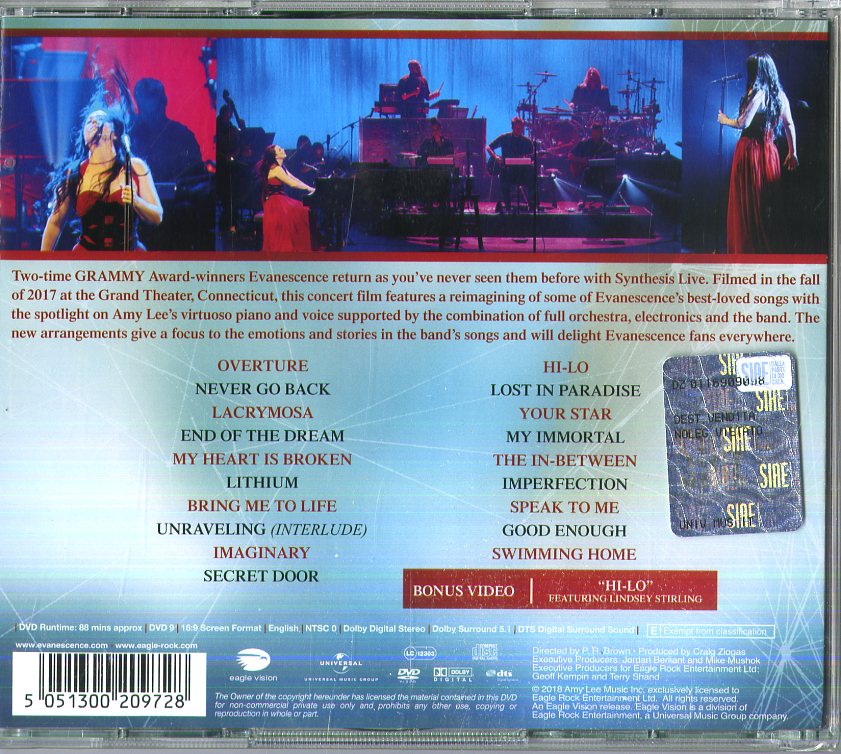 Two-time GRAMMY Award-winners Evanescence return as you've never seen them before with Synthesis Live. Filmed in the fall
of 2017 at the Grand Theater, Connecticut, this concert film features a reimagining of some of Evanescence's best-loved songs with
the spotlight on Amy Lee's virtuoso piano and voice supported by the combination of full orchestra, electronics and the band. The
new arrangements give a focus to the emotions and stories in the band's songs and will delight Evanescence fans everywhere.
OVERTURE
NEVER GO BACK
LACRYMOSA
END OF THE DREAM
MY HEART IS BROKEN
LITHIUM
BRING ME TO LIFE
UNRAVELING (INTERLUDE)
IMAGINARY
SECRET DOOR
HI-LO
LOST IN PARADISE
YOUR STAR
MY IMMORTAL
THE IN-BETWEEN
IMPERFECTION
SPEAK TO ME
GOOD ENOUGH
SWIMMING HOME
BONUS VIDEO
"HI-LO"
FEATURING LINDSEY STIRLING
SIAE
SIAE
DEST.VENDITA
SIAE
SIAE
SIAE
DVD Runtime: 88 mins approx | DVD 9 | 16:9 Screen Format | English | NTSC 0 | Dolby Digital Stereo | Dolby Surround 5.1 | DTS Digital Surround Sound | E Exempt from classification
www.evanescence.com www.eagle-rock.com
5 051300 209728
eagle vision
UNIVERSAL
UNIVERSAL MUSIC GROUP
LC 12303
DVD
VIDEO
DOLBY
DIGITAL
dts
The Owner of the copyright hereunder has licensed the material contained in this DVD
for non-commercial private use only and prohibits any other use, copying or
reproduction in whole or part.
Directed by P. R. Brown • Produced by Craig Ziogas
Executive Producers: Jordan Berliant and Mike Mushok
Executive Producers for Eagle Rock Entertainment Ltd:
Geoff Kempin and Terry Shand
© 2018 Amy Lee Music Inc. exclusively licensed to
Eagle Rock Entertainment Ltd. All rights reserved.
An Eagle Vision release. Eagle Vision is a division of
Eagle Rock Entertainment, a Universal Music Group company.